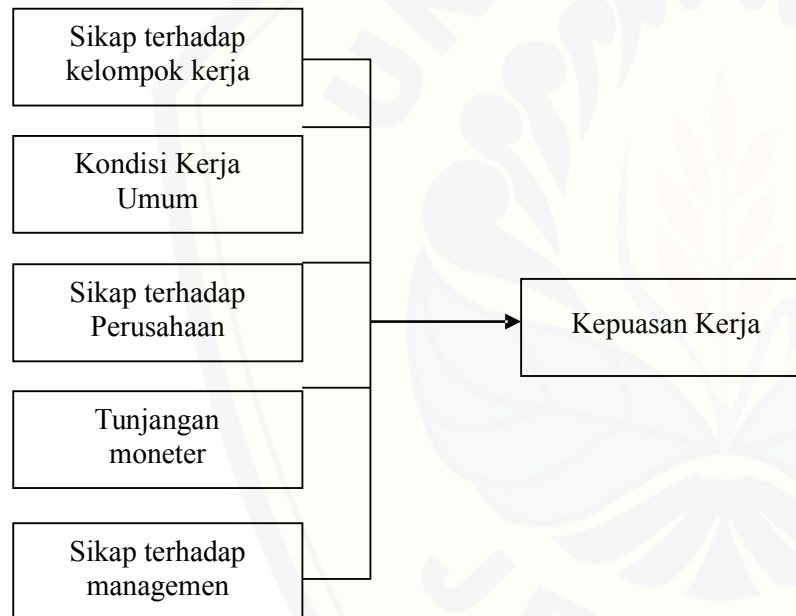 Sikap terhadap
kelompok kerja
Kondisi Kerja
Umum
Sikap terhadap
Perusahaan
Kepuasan Kerja
Tunjangan
moneter
Sikap terhadap
managemen